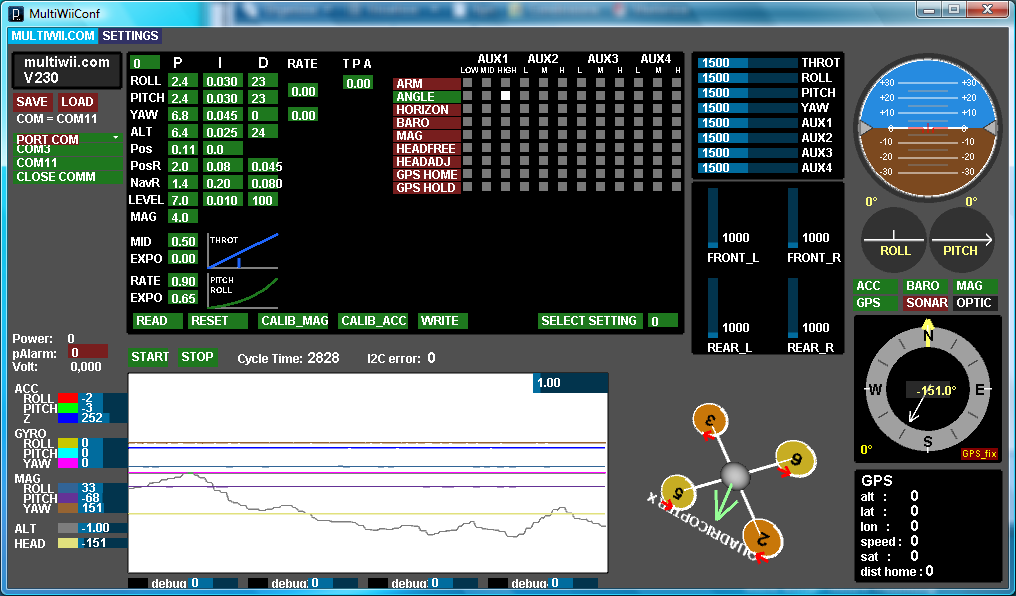 MultiWiiConf
MULTIWII.COM SETTINGS
multiwii.com
V230
SAVE LOAD
COM = COM11
PORT COM
COM3
COM11
CLOSE COMM
0 P I D RATE T P A
ROLL 2.4 0.030 23
PITCH 2.4 0.030 23
0.00 0.00
YAW 6.8 0.045 0 0.00
ALT 6.4 0.025 24
Pos 0.11 0.0
PosR 2.0 0.08 0.045
NavR 1.4 0.20 0.080
LEVEL 7.0 0.010 100
MAG 4.0
MID 0.50
EXPO 0.00
THROT
RATE 0.90
EXPO 0.65
PITCH
ROLL
AUX1 AUX2 AUX3 AUX4
LOW MID HIGH L M H L M H L M H
ARM
ANGLE
HORIZON
BARO
MAG
HEADFREE
HEADADJ
GPS HOME
GPS HOLD
READ RESET CALIB_MAG CALIB_ACC WRITE SELECT SETTING 0
1500 THROT
1500 ROLL
1500 PITCH
1500 YAW
1500 AUX1
1500 AUX2
1500 AUX3
1500 AUX4
1000 1000
FRONT_L FRONT_R
1000 1000
REAR_L REAR_R
+30 +30
+20 +20
+10 +10
0 0
-10 -10
-20 -20
-30 -30
0° 0°
ROLL PITCH
ACC BARO MAG
GPS SONAR OPTIC
N
W E
S
-151.0°
0°
GPS_fix
GPS
alt : 0
lat : 0
lon : 0
speed : 0
sat : 0
dist home : 0
Power: 0
pAlarm: 0
Volt: 0,000
START STOP Cycle Time: 2828 I2C error: 0
1.00
ACC
ROLL -2
PITCH -3
Z 252
GYRO
ROLL 0
PITCH 0
YAW 0
MAG
ROLL 33
PITCH -68
YAW 151
ALT -1.00
HEAD -151
debug 0 debug 0 debug 0 debug 0
3
6
5
2
QUADRICOPTER X